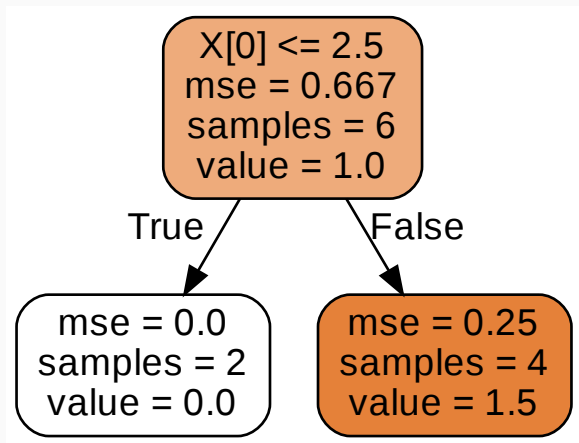 X[0] <= 2.5
mse = 0.667
samples = 6
value = 1.0
True
False
mse = 0.0
samples = 2
value = 0.0
mse = 0.25
samples = 4
value = 1.5